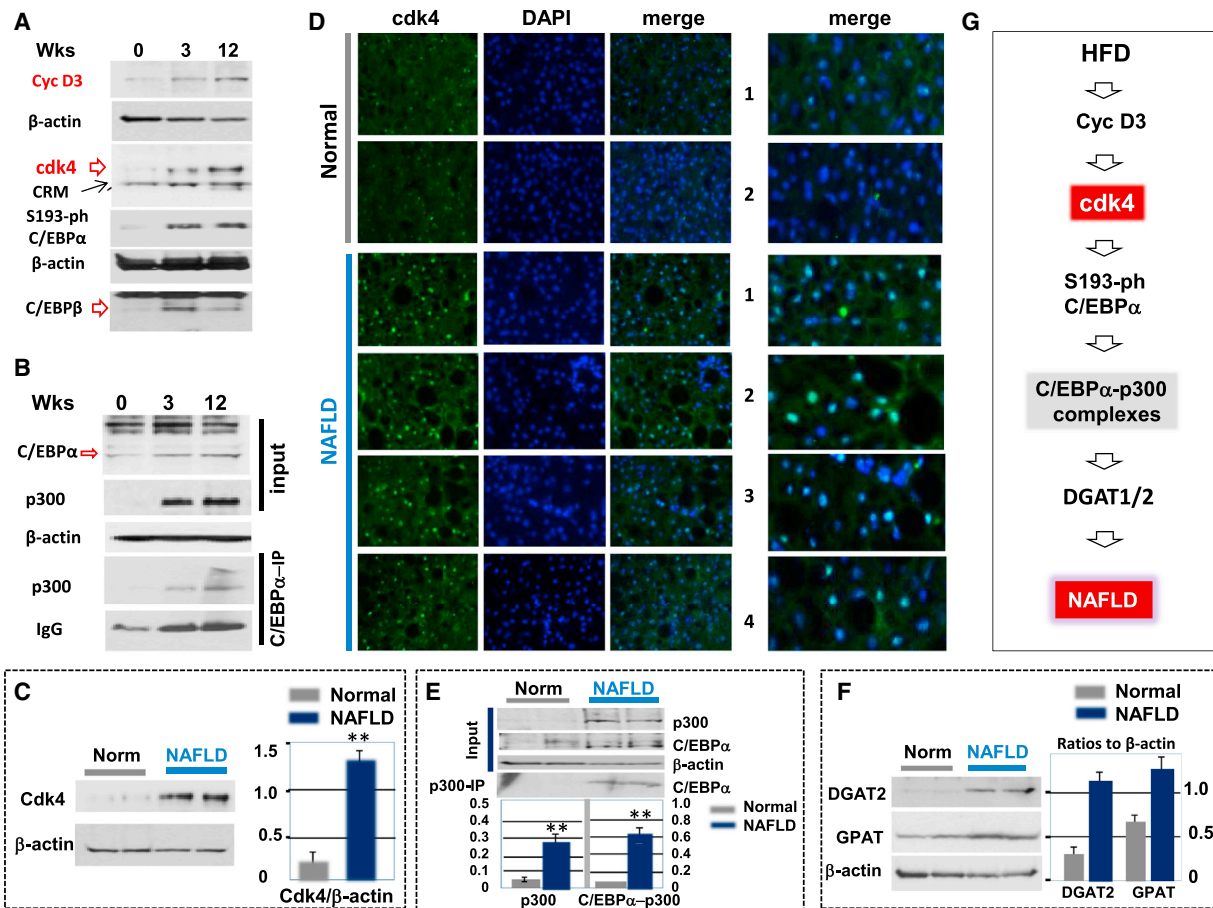 A
Wks 0 3 12
Cyc D3
β-actin
cdk4
CRM
S193-ph
C/EBPα
β-actin
C/EBPβ
B
Wks 0 3 12
C/EBPα
p300
β-actin
p300
IgG
input
C/EBPα–IP
C
Normal
NAFLD
Norm NAFLD
Cdk4
β-actin
**
1.5
1.0
0.5
0
Cdk4/β-actin
D
cdk4 DAPI merge merge
Normal
NAFLD
1
2
1
2
3
4
E
Norm NAFLD
Input
p300
C/EBPα
β-actin
p300-IP C/EBPα
0.5 1.0
0.4 0.8
0.3 0.6
0.2 0.4
0.1 0.2
0 0
** **
Normal
NAFLD
p300 C/EBPα–p300
F
Normal
NAFLD
Norm NAFLD
Ratios to β-actin
DGAT2
GPAT
β-actin
1.0
0.5
0
DGAT2 GPAT
G
HFD
Cyc D3
cdk4
S193-ph
C/EBPα
C/EBPα-p300
complexes
DGAT1/2
NAFLD